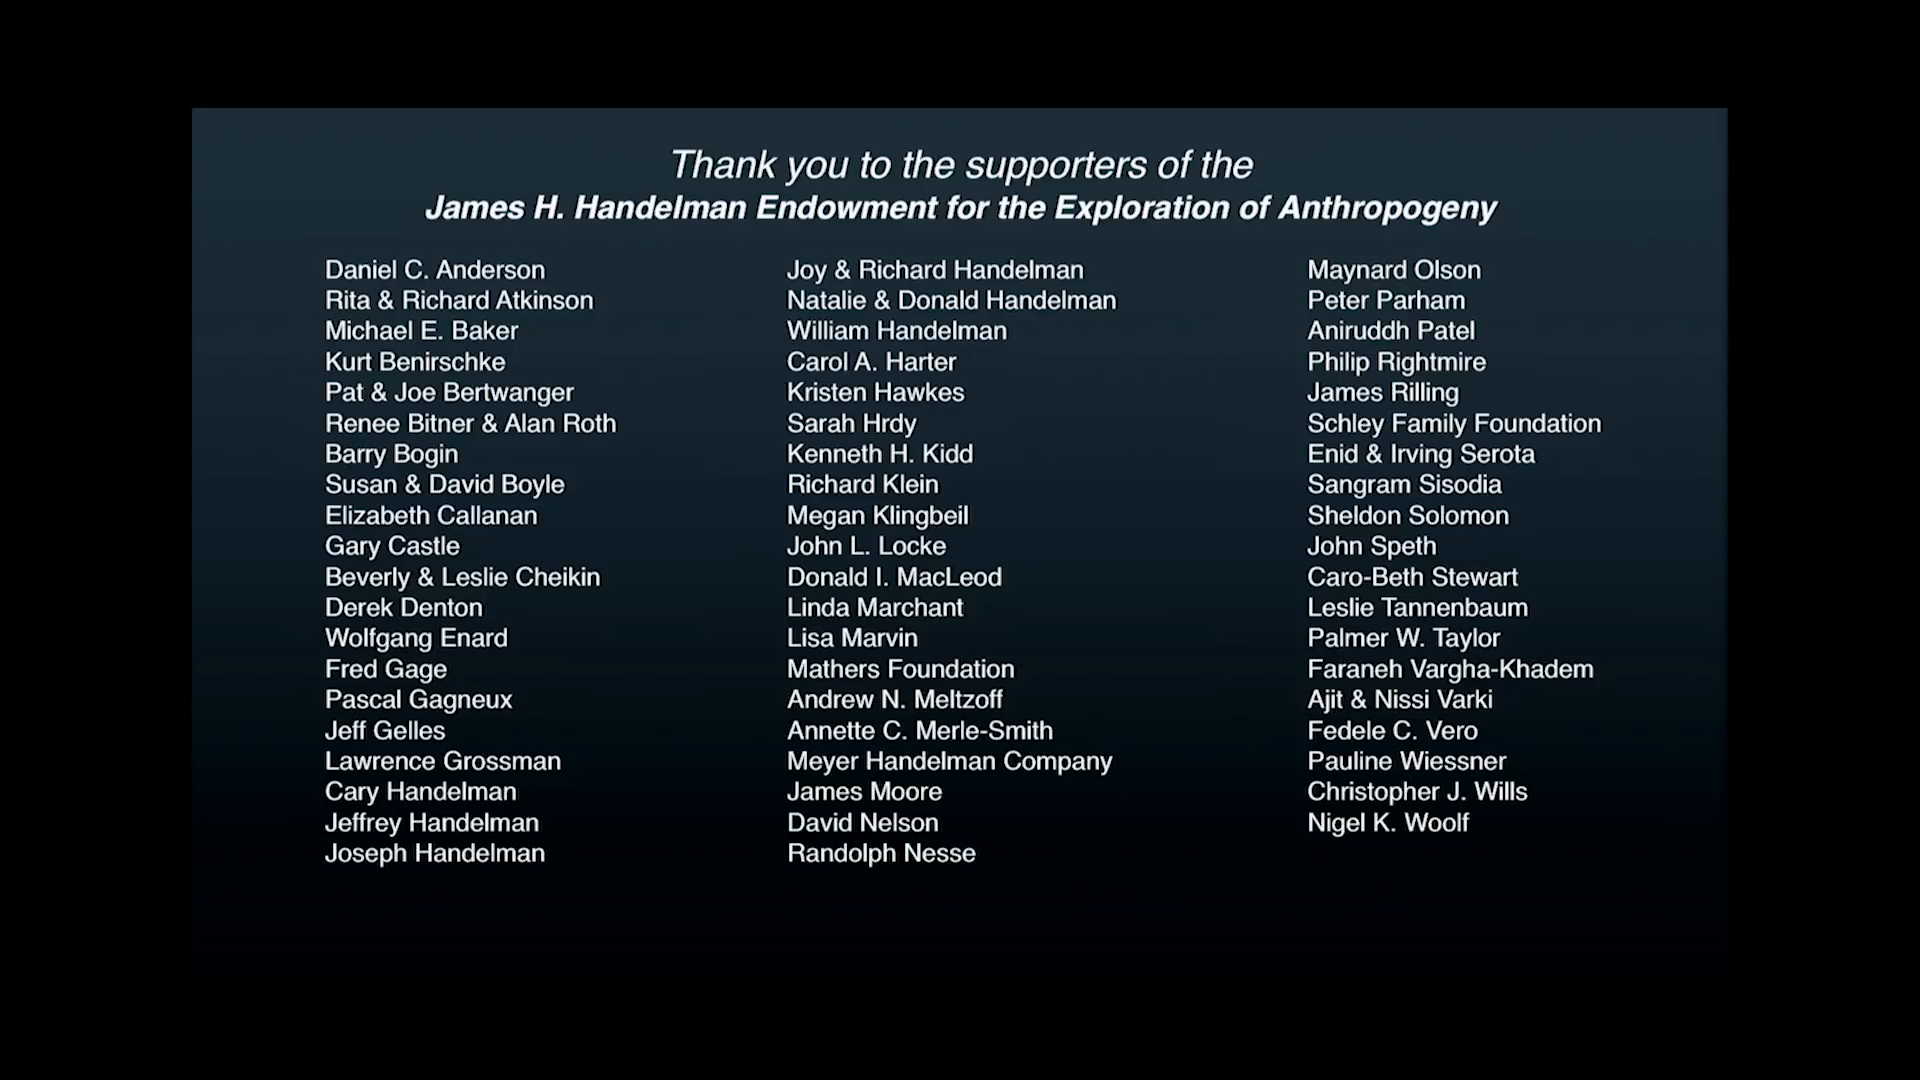 Thank you to the supporters of the
James H. Handelman Endowment for the Exploration of Anthropogeny
Daniel C. Anderson
Rita & Richard Atkinson
Michael E. Baker
Kurt Benirschke
Pat & Joe Bertwanger
Renee Bitner & Alan Roth
Barry Bogin
Susan & David Boyle
Elizabeth Callanan
Gary Castle
Beverly & Leslie Cheikin
Derek Denton
Wolfgang Enard
Fred Gage
Pascal Gagneux
Jeff Gelles
Lawrence Grossman
Cary Handelman
Jeffrey Handelman
Joseph Handelman
Joy & Richard Handelman
Natalie & Donald Handelman
William Handelman
Carol A. Harter
Kristen Hawkes
Sarah Hrdy
Kenneth H. Kidd
Richard Klein
Megan Klingbeil
John L. Locke
Donald I. MacLeod
Linda Marchant
Lisa Marvin
Mathers Foundation
Andrew N. Meltzoff
Annette C. Merle-Smith
Meyer Handelman Company
James Moore
David Nelson
Randolph Nesse
Maynard Olson
Peter Parham
Aniruddh Patel
Philip Rightmire
James Rilling
Schley Family Foundation
Enid & Irving Serota
Sangram Sisodia
Sheldon Solomon
John Speth
Caro-Beth Stewart
Leslie Tannenbaum
Palmer W. Taylor
Faraneh Vargha-Khadem
Ajit & Nissi Varki
Fedele C. Vero
Pauline Wiessner
Christopher J. Wills
Nigel K. Woolf